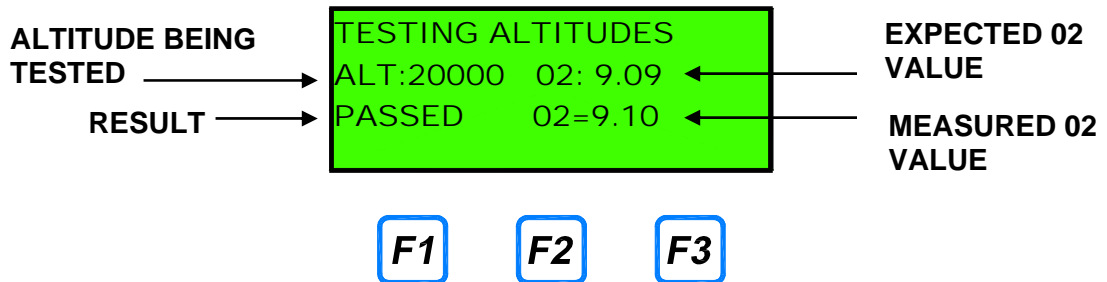 ALTITUDE BEING
TESTED
RESULT
TESTING ALTITUDES
ALT:20000 02: 9.09
PASSED 02=9.10
EXPECTED 02
VALUE
MEASURED 02
VALUE
F1 F2 F3